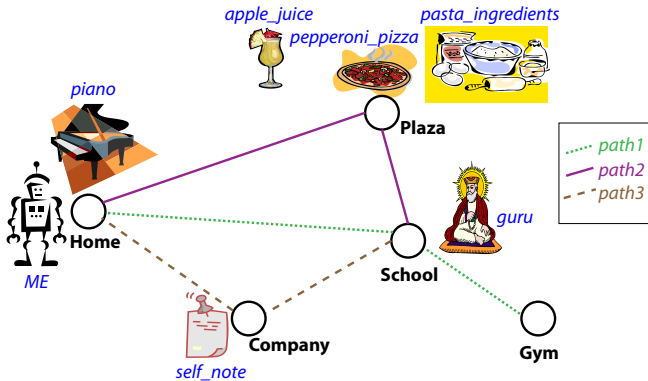 apple_juice
pasta_ingredients
pepperoni_pizza
piano
Plaza
path1
path2
path3
guru
Home
School
ME
Company
Gym
self_note